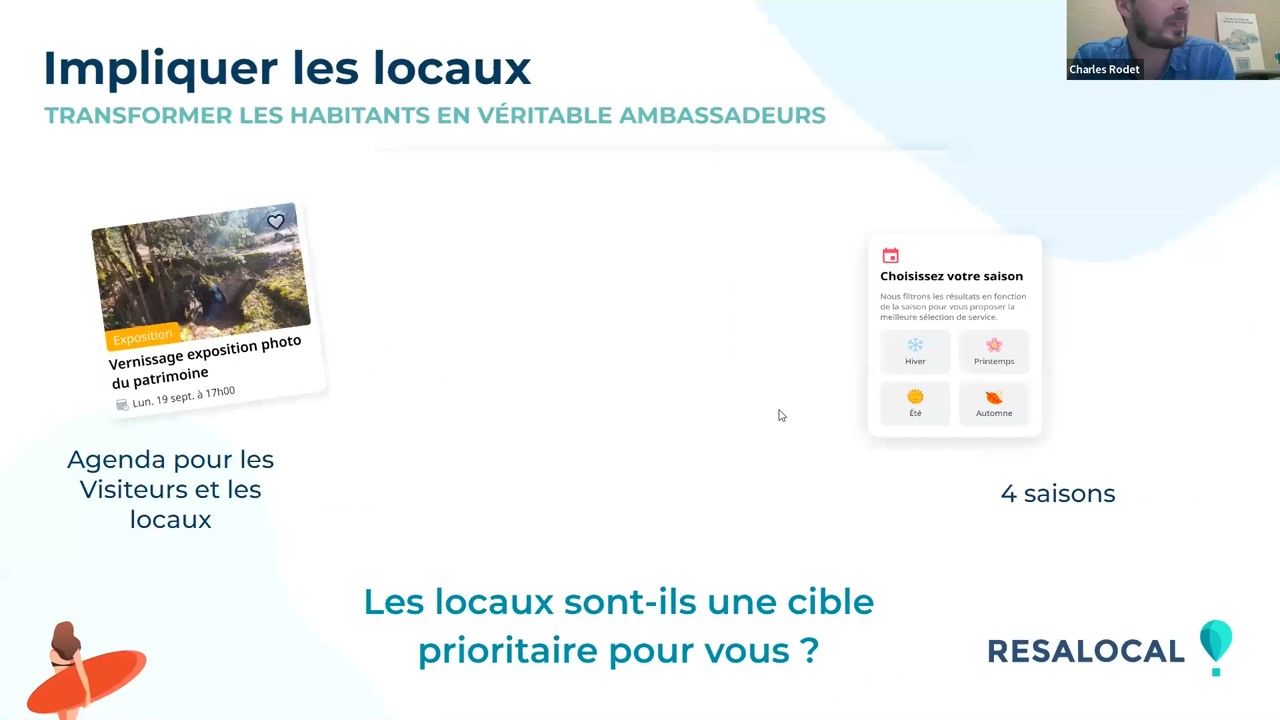 Impliquer les locaux
TRANSFORMER LES HABITANTS EN VÉRITABLE AMBASSADEURS
Charles Rodet
Exposition
Vernissage exposition photo
du patrimoine
Lun. 19 sept. à 17h00
Agenda pour les
Visiteurs et les
locaux
Choisissez votre saison
Nous filtrons les résultats en fonction
de la saison pour vous proposer la
meilleure sélection de service.
Hiver
Printemps
Été
Automne
4 saisons
Les locaux sont-ils une cible
prioritaire pour vous ?
RESALOCAL